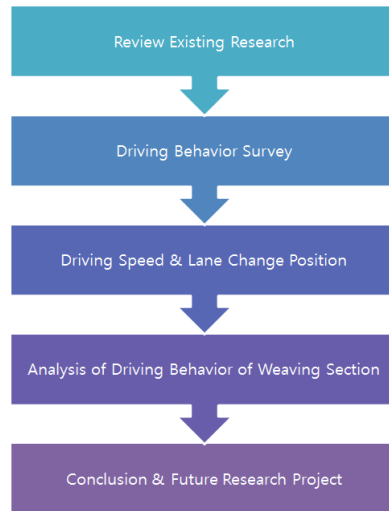 Review Existing Research
Driving Behavior Survey
Driving Speed & Lane Change Position
Analysis of Driving Behavior of Weaving Section
Conclusion & Future Research Project